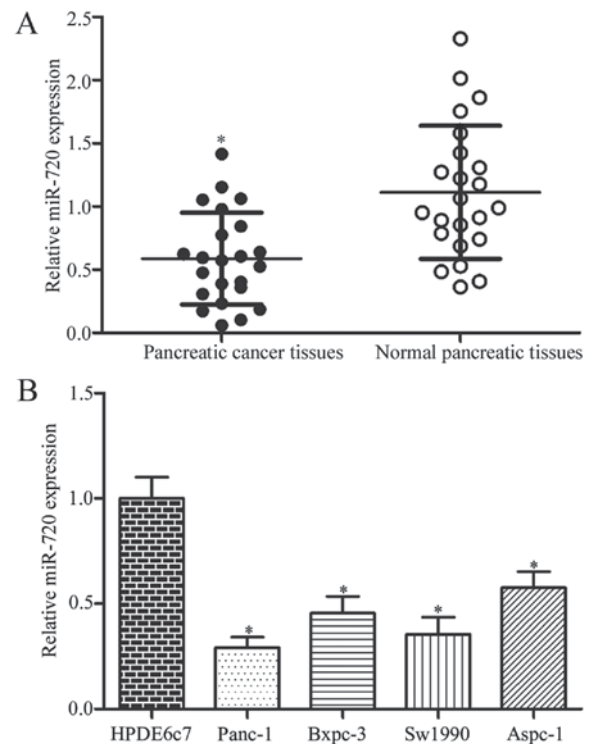 A
Relative miR-720 expression
2.5
2.0
1.5
1.0
0.5
0.0
*
Pancreatic cancer tissues
Normal pancreatic tissues
B
Relative miR-720 expression
1.5
1.0
0.5
0.0
* * * *
HPDE6c7 Panc-1 Bxpc-3 Sw1990 Aspc-1